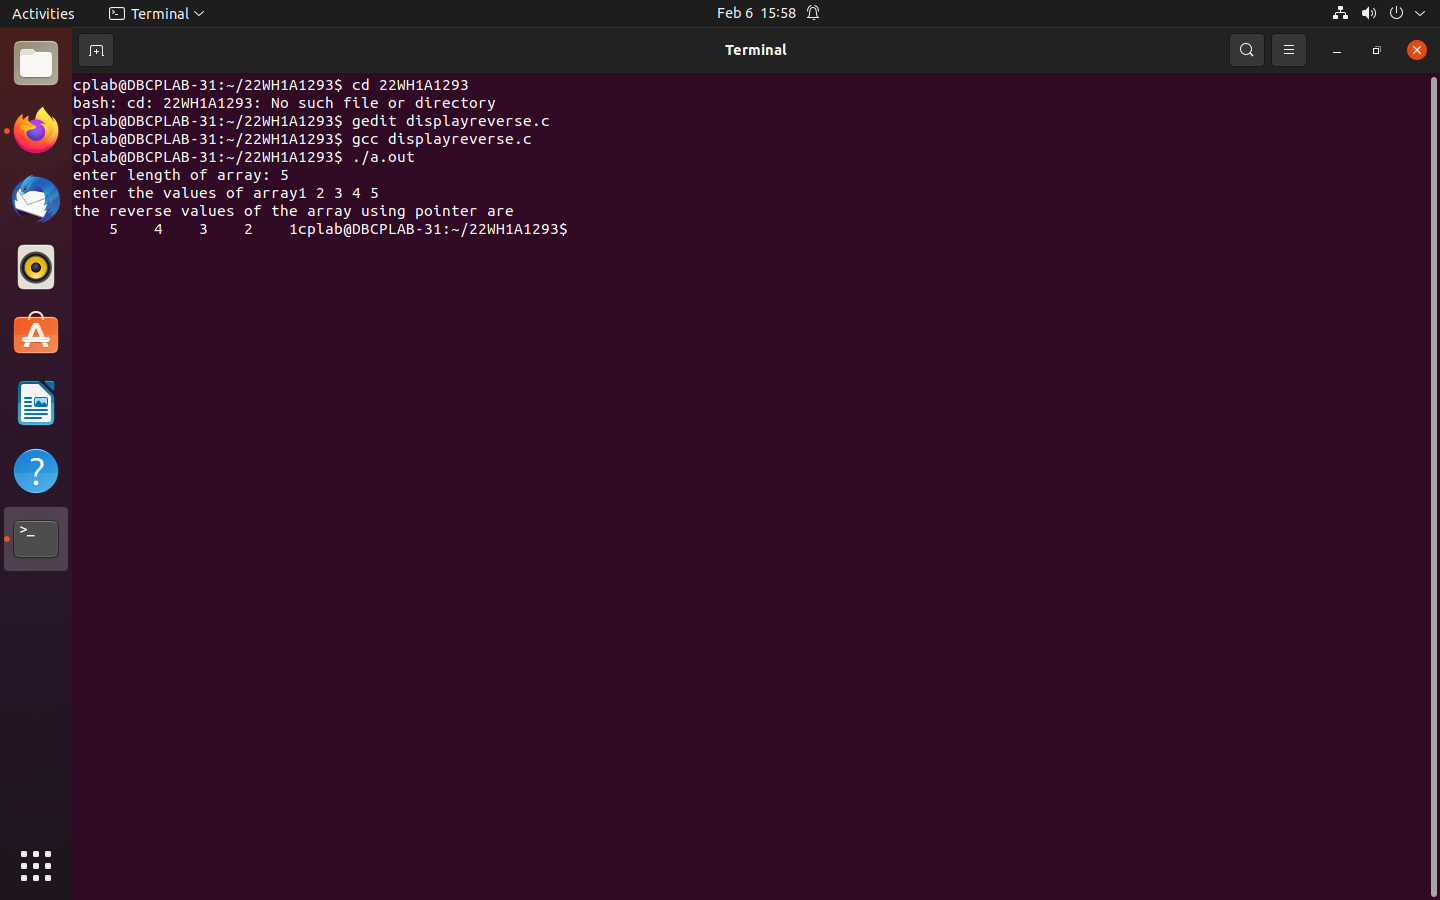 Activities
Terminal
Feb 6 15:58
Terminal
cplab@DBCPLAB-31:~/22WH1A1293$ cd 22WH1A1293
bash: cd: 22WH1A1293: No such file or directory
cplab@DBCPLAB-31:~/22WH1A1293$ gedit displayreverse.c
cplab@DBCPLAB-31:~/22WH1A1293$ gcc displayreverse.c
cplab@DBCPLAB-31:~/22WH1A1293$ ./a.out
enter length of array: 5
enter the values of array1 2 3 4 5
the reverse values of the array using pointer are
    5    4    3    2    1cplab@DBCPLAB-31:~/22WH1A1293$